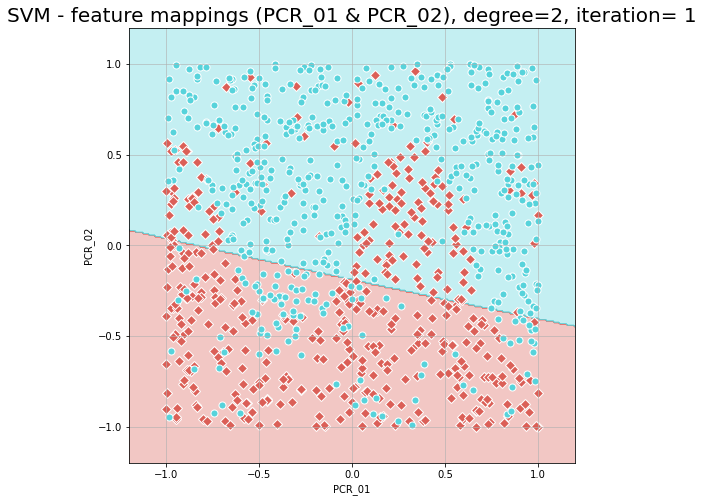 SVM - feature mappings (PCR_01 & PCR_02), degree=2, iteration= 1
1.0
0.5
0.0
−0.5
−1.0
PCR_02
−1.0 −0.5 0.0 0.5 1.0
PCR_01